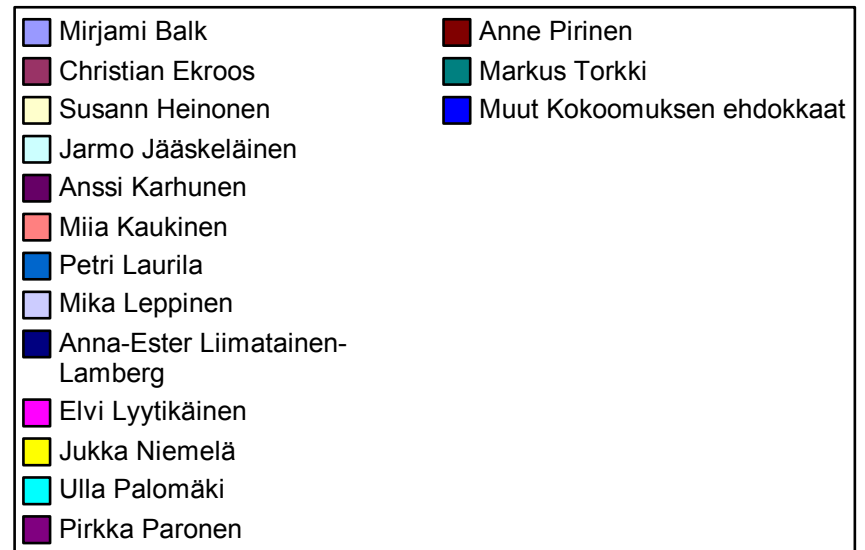 Mirjami Balk
Christian Ekroos
Susann Heinonen
Jarmo Jääskeläinen
Anssi Karhunen
Miia Kaukinen
Petri Laurila
Mika Leppinen
Anna-Ester Liimatainen-
Lamberg
Elvi Lyytikäinen
Jukka Niemelä
Ulla Palomäki
Pirkka Paronen
Anne Pirinen
Markus Torkki
Muut Kokoomuksen ehdokkaat